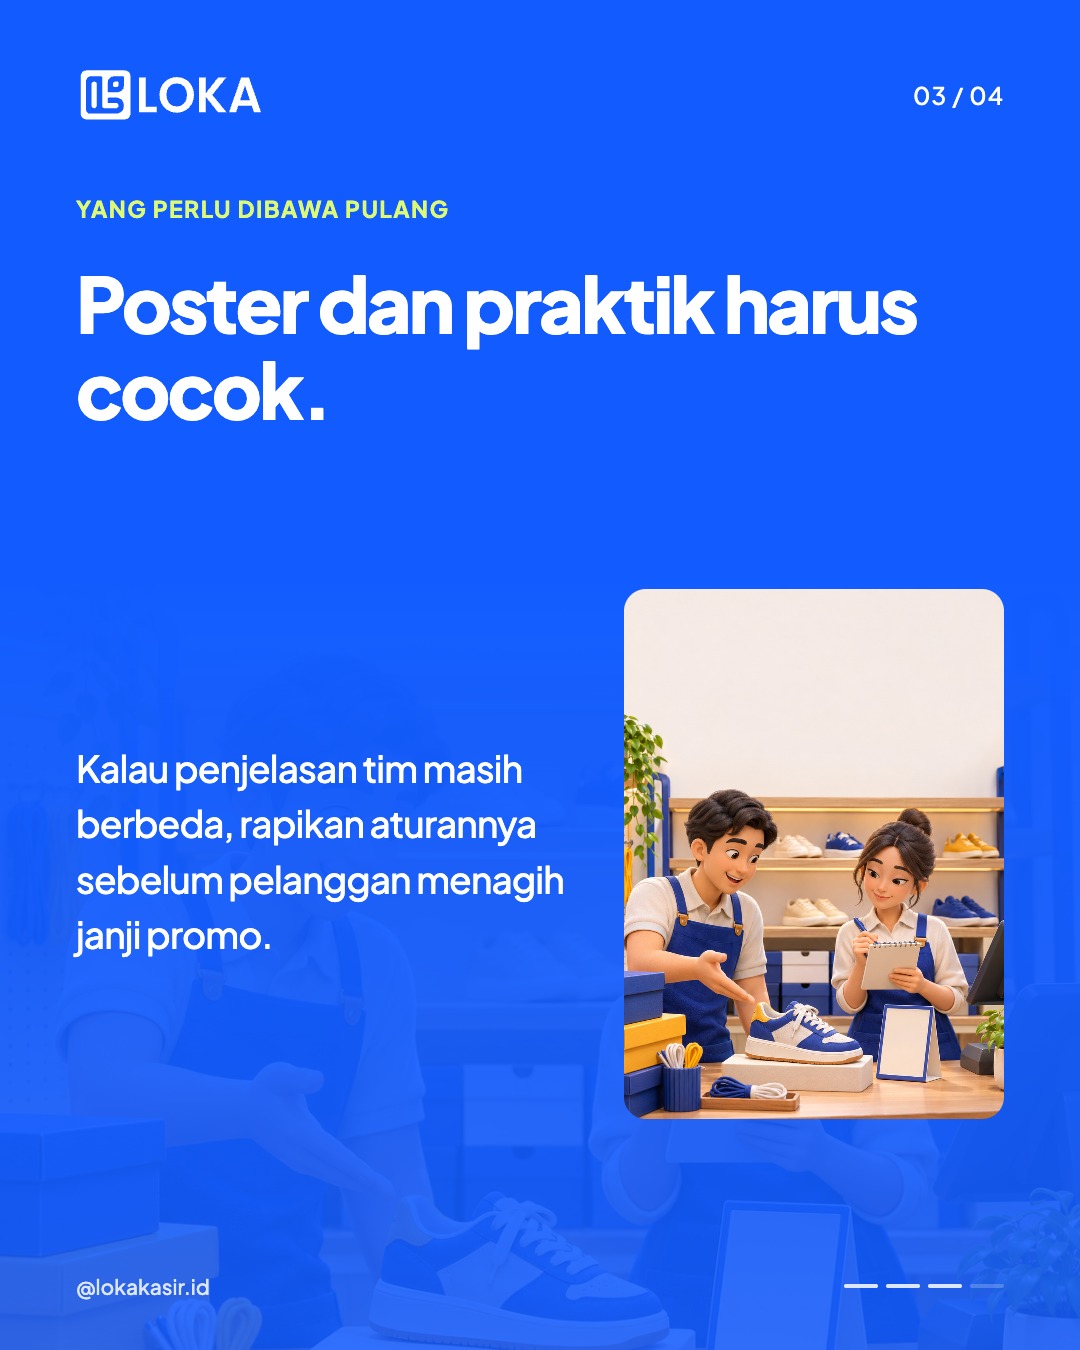 LOKA
03 / 04
YANG PERLU DIBAWA PULANG
Poster dan praktik harus
cocok.
Kalau penjelasan tim masih
berbeda, rapikan aturannya
sebelum pelanggan menagih
janji promo.
@lokakasir.id